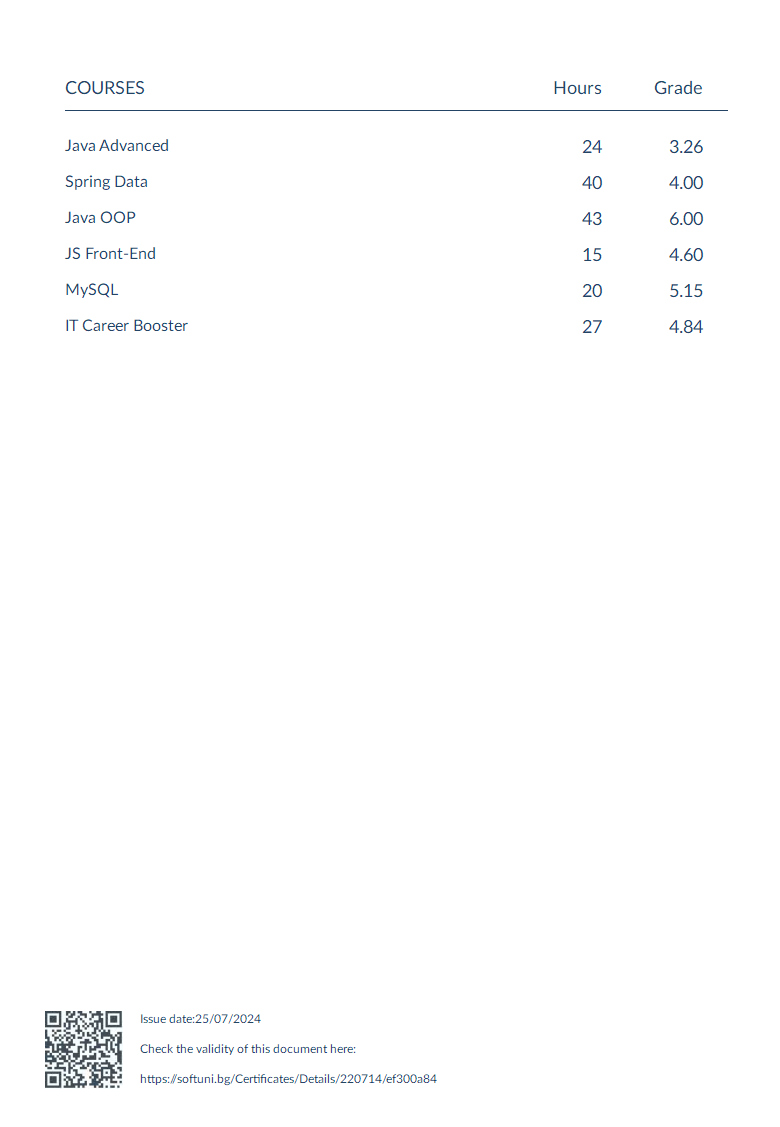 COURSES Hours Grade
Java Advanced 24 3.26
Spring Data 40 4.00
Java OOP 43 6.00
JS Front-End 15 4.60
MySQL 20 5.15
IT Career Booster 27 4.84
Issue date:25/07/2024
Check the validity of this document here:
https://softuni.bg/Certificates/Details/220714/ef300a84